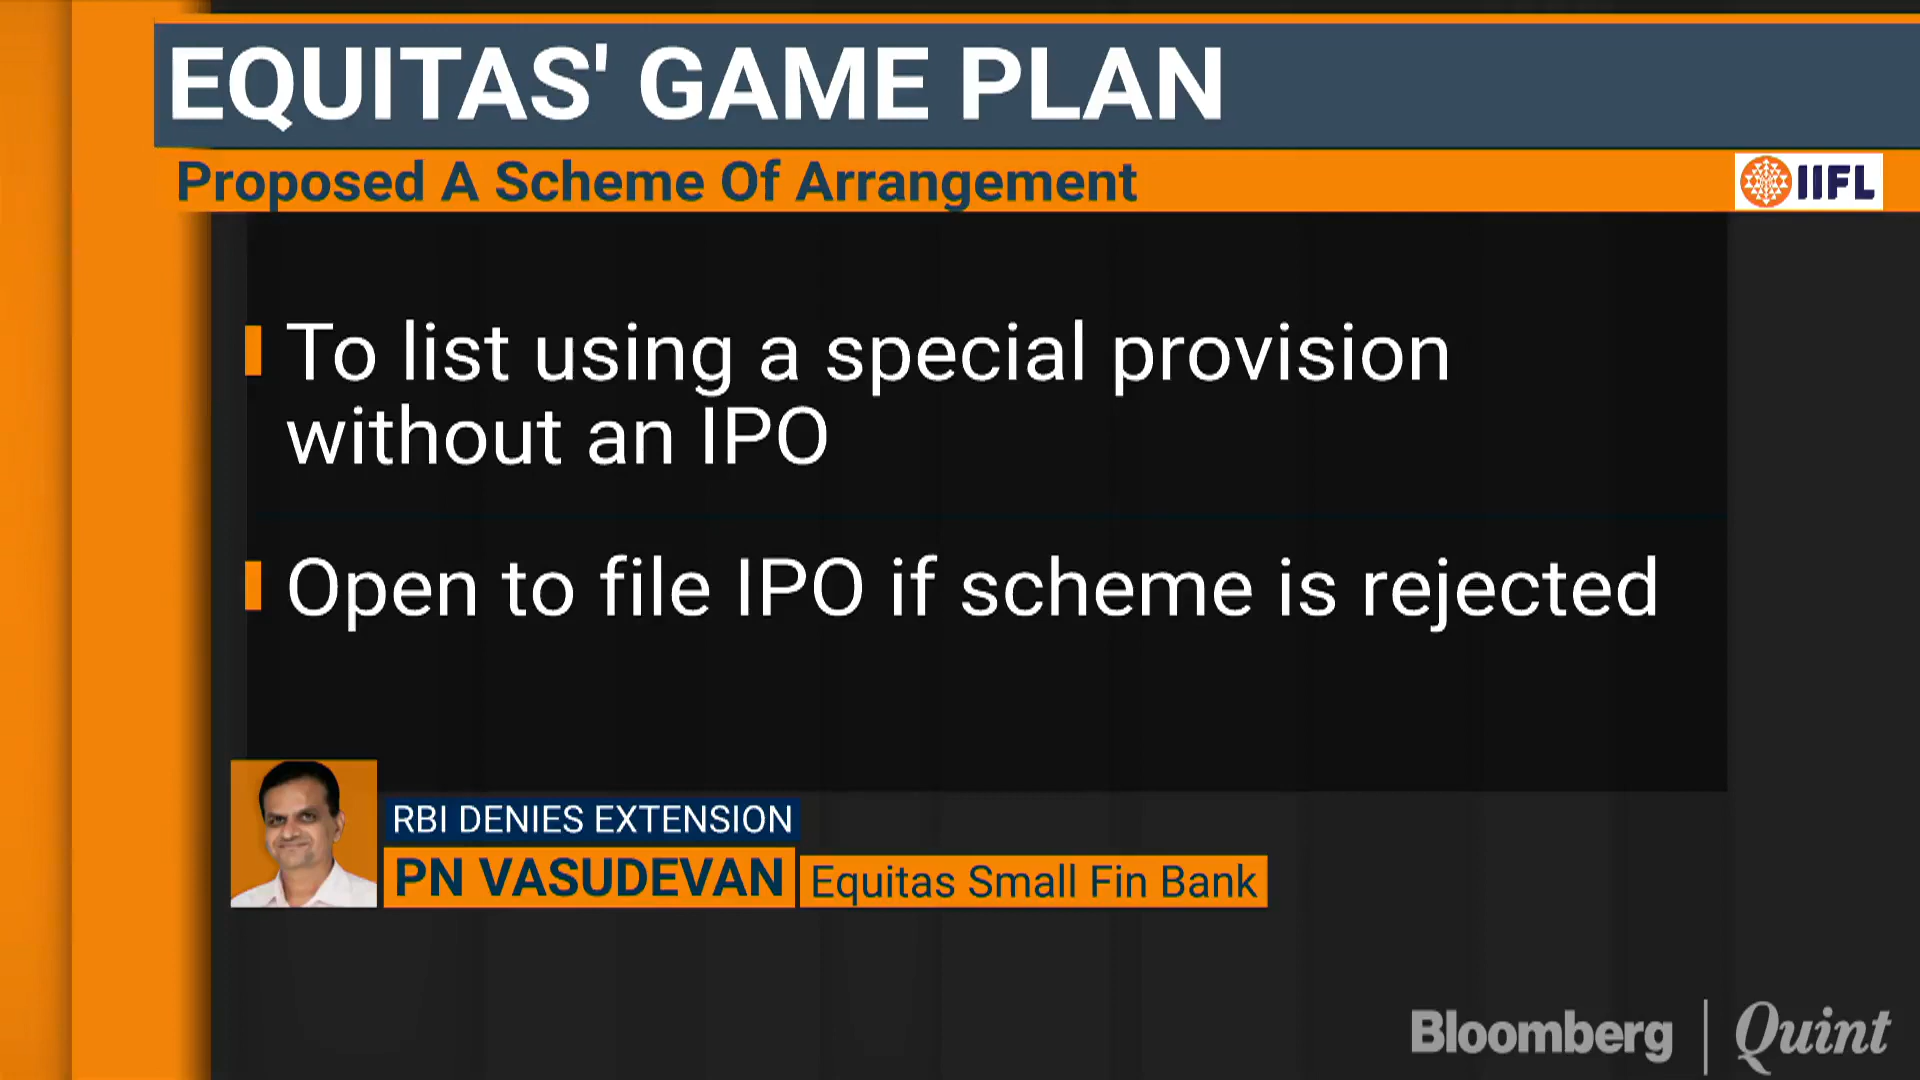 EQUITAS' GAME PLAN
Proposed A Scheme Of Arrangement
IIFL
To list using a special provision
without an IPO
Open to file IPO if scheme is rejected
RBI DENIES EXTENSION
PN VASUDEVAN
Equitas Small Fin Bank
Bloomberg | Quint